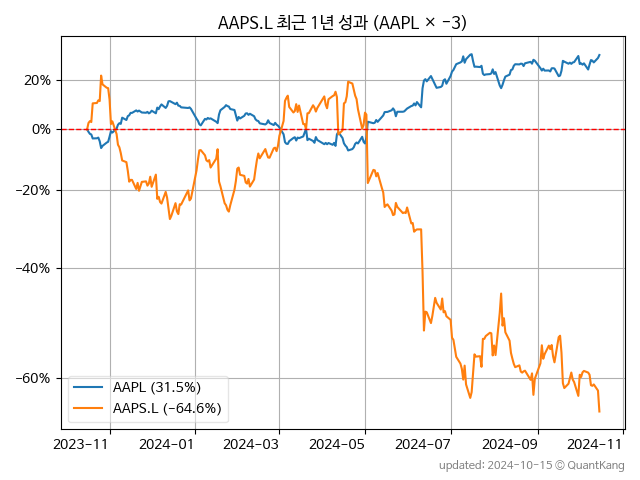 AAPS.L 최근 1년 성과 (AAPL × −3)
20%
0%
−20%
−40%
−60%
AAPL (31.5%)
AAPS.L (−64.6%)
2023−11 2024−01 2024−03 2024−05 2024−07 2024−09 2024−11
updated: 2024-10-15 ⓒ QuantKang